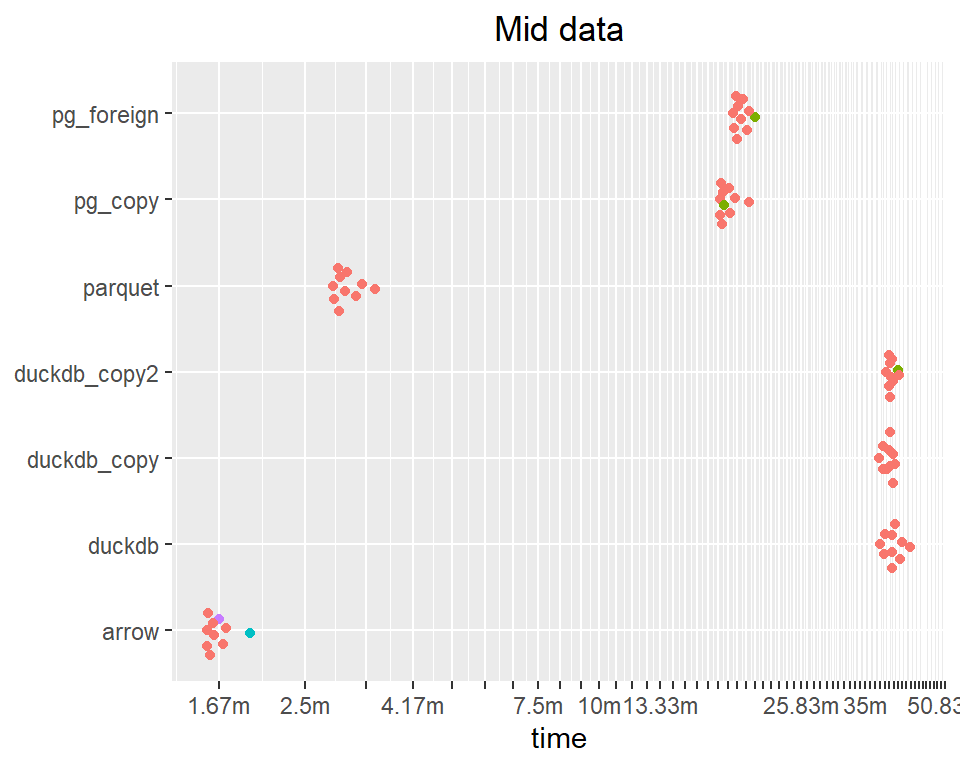 Mid data
pg_foreign
pg_copy
parquet
duckdb_copy2
duckdb_copy
duckdb
arrow
1.67m 2.5m 4.17m 7.5m 10m 13.33m 25.83m 35m 50.83
time